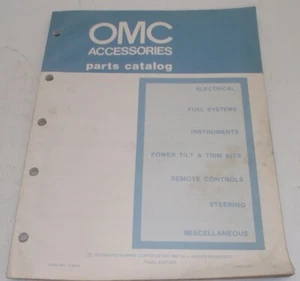 OMC
ACCESSORIES
parts catalog
ELECTRICAL
FUEL SYSTEMS
INSTRUMENTS
POWER TILT & TRIM KITS
REMOTE CONTROLS
STEERING
MISCELLANEOUS